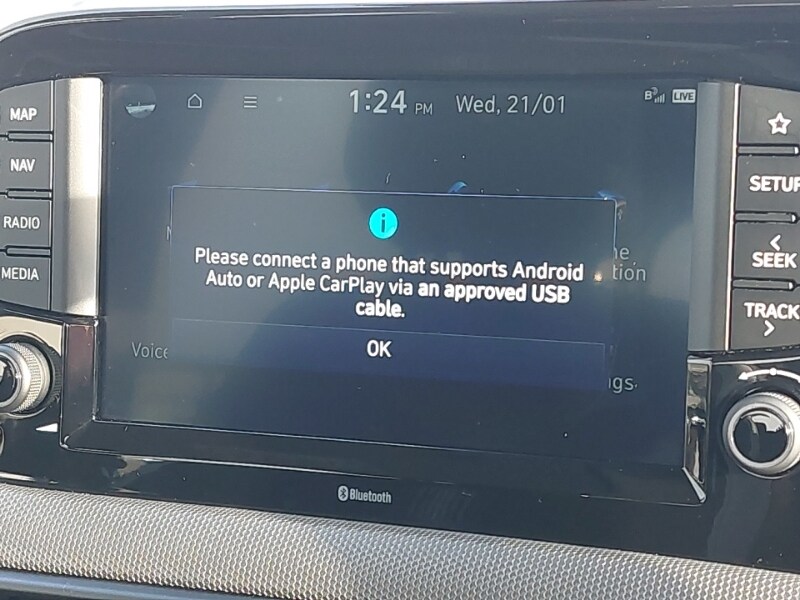 1:24 PM Wed, 21/01
B LIVE
MAP
NAV
RADIO
MEDIA
SETUP
< SEEK
TRACK >
Please connect a phone that supports Android
Auto or Apple CarPlay via an approved USB
cable.
OK
Voice
Bluetooth